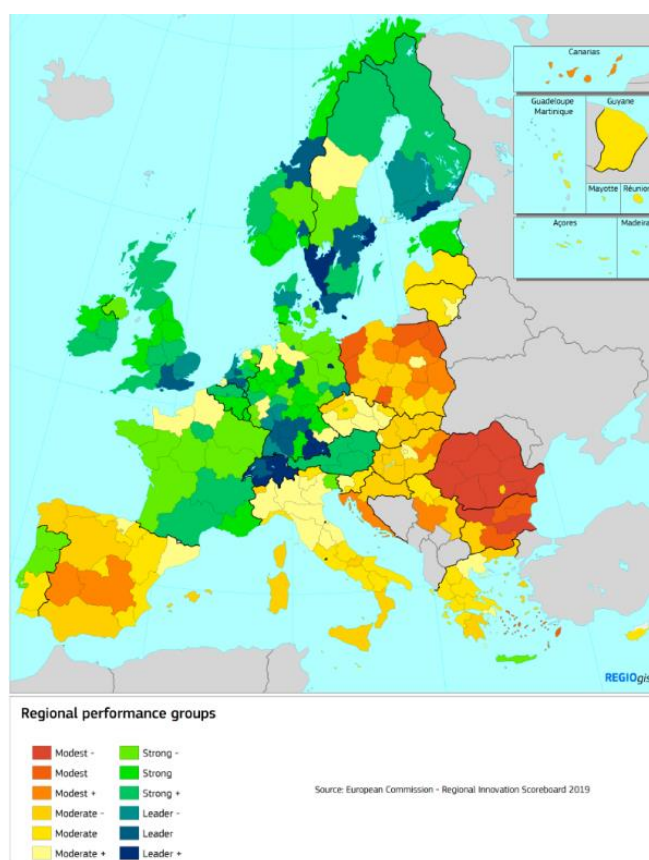 Canarias
Guadeloupe
Martinique
Guyane
Mayotte
Réunion
Açores
Madeira
REGIOgis
Regional performance groups
Modest -
Modest
Modest +
Moderate -
Moderate
Moderate +
Strong -
Strong
Strong +
Leader -
Leader
Leader +
Source: European Commission - Regional Innovation Scoreboard 2019